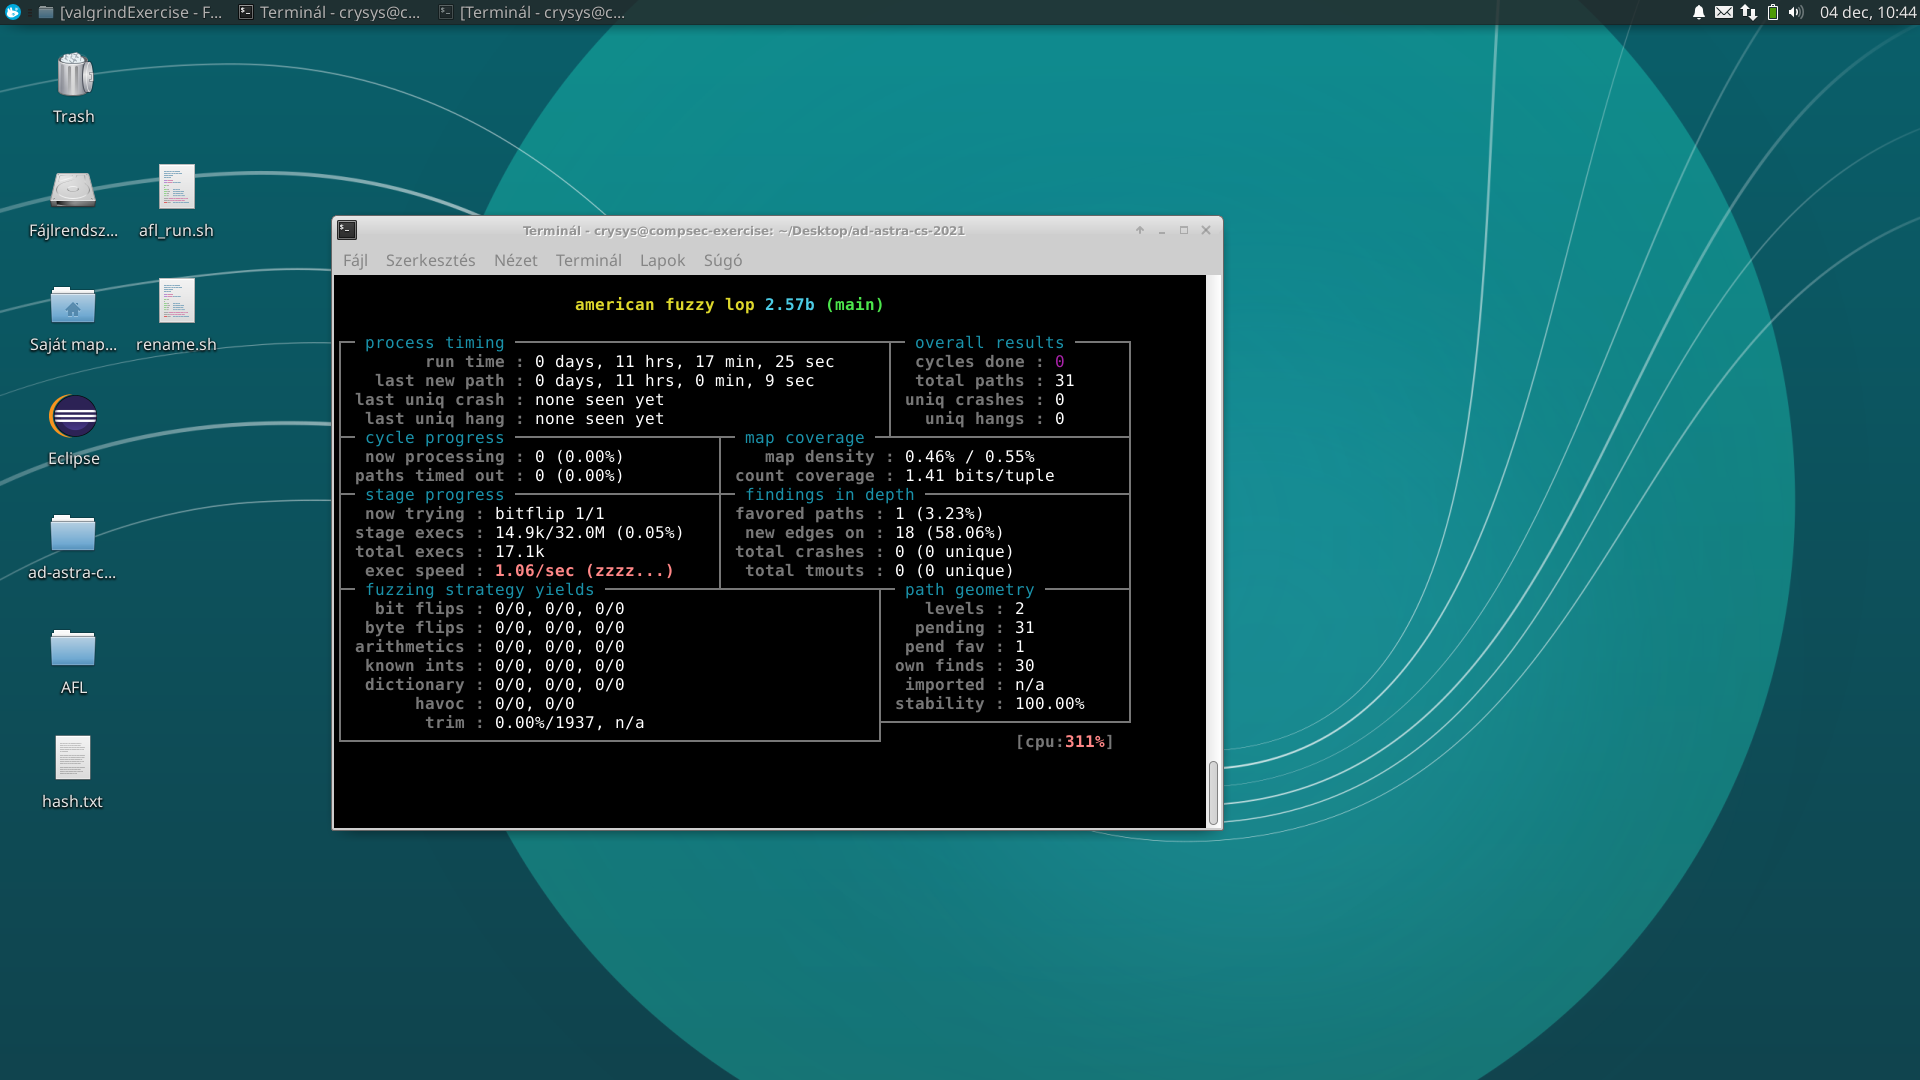 [valgrindExercise - F...
Terminál - crysys@c...
[Terminál - crysys@c...
04 dec, 10:44
Trash
Fájlrendsz...
afl_run.sh
Saját map...
rename.sh
Eclipse
ad-astra-c...
AFL
hash.txt
Terminál - crysys@compsec-exercise: ~/Desktop/ad-astra-cs-2021
Fájl Szerkesztés Nézet Terminál Lapok Súgó
american fuzzy lop 2.57b (main)
process timing
run time : 0 days, 11 hrs, 17 min, 25 sec
last new path : 0 days, 11 hrs, 0 min, 9 sec
last uniq crash : none seen yet
last uniq hang : none seen yet
overall results
cycles done : 0
total paths : 31
uniq crashes : 0
uniq hangs : 0
cycle progress
now processing : 0 (0.00%)
paths timed out : 0 (0.00%)
map coverage
map density : 0.46% / 0.55%
count coverage : 1.41 bits/tuple
stage progress
now trying : bitflip 1/1
stage execs : 14.9k/32.0M (0.05%)
total execs : 17.1k
exec speed : 1.06/sec (zzzz...)
findings in depth
favored paths : 1 (3.23%)
new edges on : 18 (58.06%)
total crashes : 0 (0 unique)
total tmouts : 0 (0 unique)
fuzzing strategy yields
bit flips : 0/0, 0/0, 0/0
byte flips : 0/0, 0/0, 0/0
arithmetics : 0/0, 0/0, 0/0
known ints : 0/0, 0/0, 0/0
dictionary : 0/0, 0/0, 0/0
havoc : 0/0, 0/0
trim : 0.00%/1937, n/a
path geometry
levels : 2
pending : 31
pend fav : 1
own finds : 30
imported : n/a
stability : 100.00%
[cpu:311%]